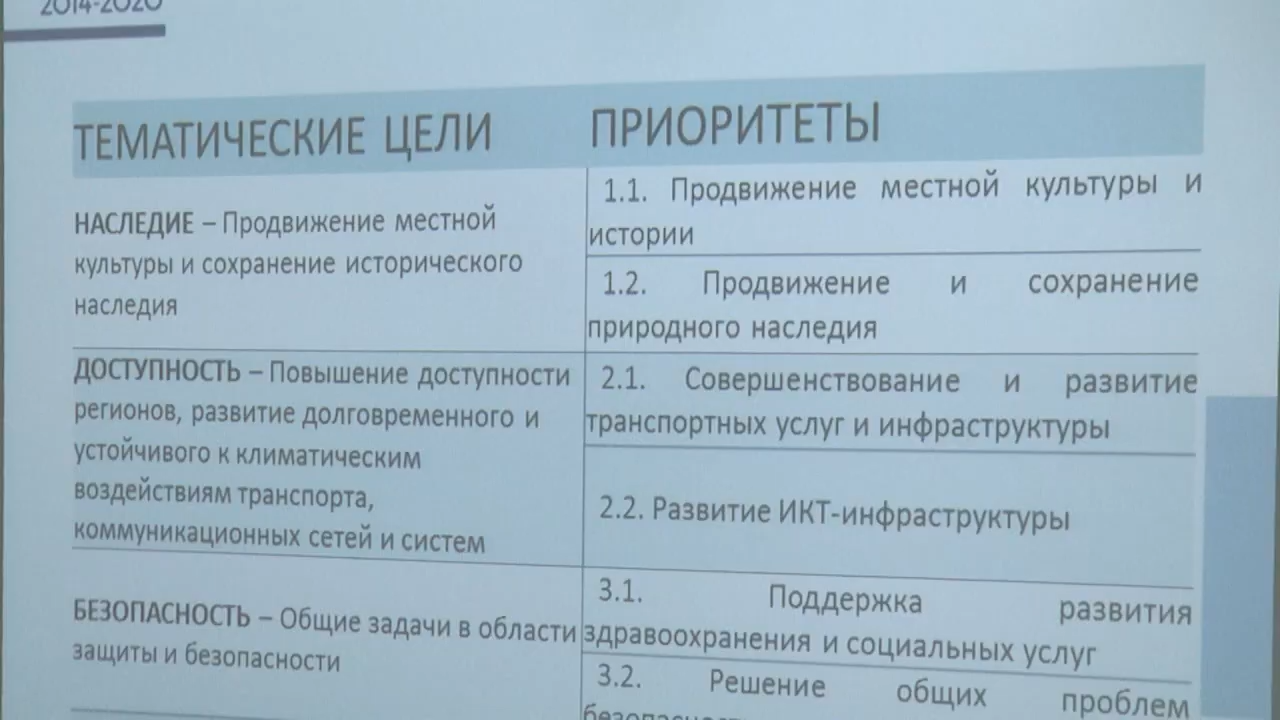 2014-2020
ТЕМАТИЧЕСКИЕ ЦЕЛИ
ПРИОРИТЕТЫ
НАСЛЕДИЕ – Продвижение местной
культуры и сохранение исторического
наследия
1.1. Продвижение местной культуры и
истории
1.2. Продвижение и сохранение
природного наследия
ДОСТУПНОСТЬ – Повышение доступности
регионов, развитие долговременного и
устойчивого к климатическим
воздействиям транспорта,
коммуникационных сетей и систем
2.1. Совершенствование и развитие
транспортных услуг и инфраструктуры
2.2. Развитие ИКТ-инфраструктуры
БЕЗОПАСНОСТЬ – Общие задачи в области
защиты и безопасности
3.1. Поддержка развития
здравоохранения и социальных услуг
3.2. Решение общих проблем